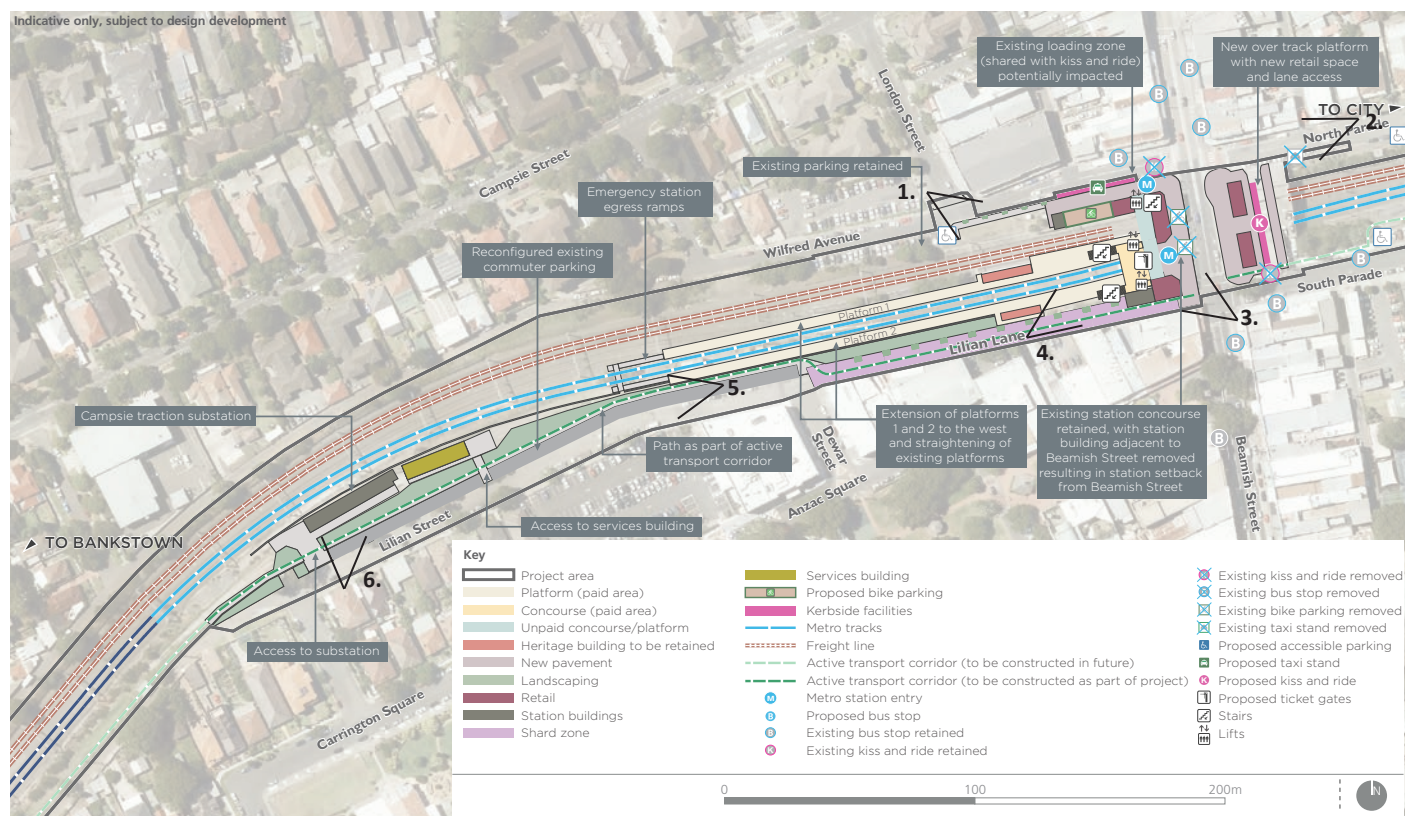 Indicative only, subject to design development
Existing loading zone
(shared with kiss and ride)
potentially impacted
New over track platform
with new retail space
and lane access
TO CITY
North Parade
2.
London Street
Campsie Street
Existing parking retained
1.
Emergency station
egress ramps
Wilfred Avenue
Reconfigured existing
commuter parking
South Parade
Platform 1
Platform 2
Lilian Lane
3.
4.
5.
Campsie traction substation
Path as part of active
transport corridor
Dewar
Street
Extension of platforms
1 and 2 to the west
and straightening of
existing platforms
Existing station concourse
retained, with station
building adjacent to
Beamish Street removed
resulting in station setback
from Beamish Street
Beamish Street
Anzac Square
Access to services building
Lilian Street
TO BANKSTOWN
6.
Access to substation
Carrington Square
B
B
B
B
M
K
M
B
B
B
B
Key
Project area
Platform (paid area)
Concourse (paid area)
Unpaid concourse/platform
Heritage building to be retained
New pavement
Landscaping
Retail
Station buildings
Shard zone
Services building
Proposed bike parking
Kerbside facilities
Metro tracks
Freight line
Active transport corridor (to be constructed in future)
Active transport corridor (to be constructed as part of project)
M Metro station entry
B Proposed bus stop
B Existing bus stop retained
K Existing kiss and ride retained
Existing kiss and ride removed
Existing bus stop removed
Existing bike parking removed
Existing taxi stand removed
Proposed accessible parking
Proposed taxi stand
K Proposed kiss and ride
Proposed ticket gates
Stairs
Lifts
0 100 200m
N